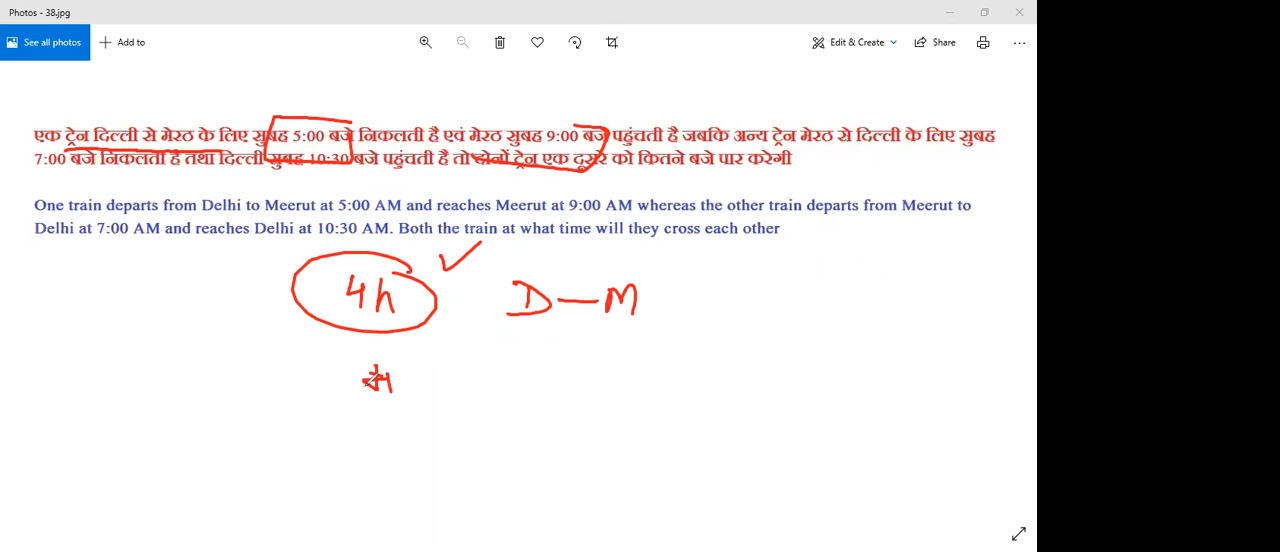 Photos - 38.jpg
See all photos
Add to
Edit & Create
Share
एक ट्रेन दिल्ली से मेरठ के लिए सुबह 5:00 बजे निकलती है एवं मेरठ सुबह 9:00 बजे पहुंचती है जबकि अन्य ट्रेन मेरठ से दिल्ली के लिए सुबह
7:00 बजे निकलती है तथा दिल्ली सुबह 10:30 बजे पहुंचती है तो दोनों ट्रेन एक दूसरे को कितने बजे पार करेगी
One train departs from Delhi to Meerut at 5:00 AM and reaches Meerut at 9:00 AM whereas the other train departs from Meerut to
Delhi at 7:00 AM and reaches Delhi at 10:30 AM. Both the train at what time will they cross each other
4h D — M